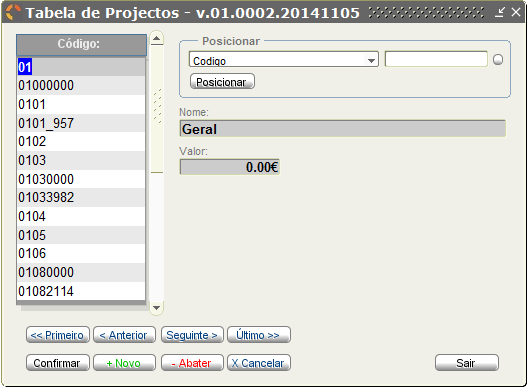 Tabela de Projectos - v.01.0002.20141105
Código:
01
01000000
0101
0101_957
0102
0103
01030000
01033982
0104
0105
0106
01080000
01082114
Posicionar
Codigo
Posicionar
Nome:
Geral
Valor:
0.00€
<< Primeiro < Anterior Seguinte > Último >>
Confirmar + Novo - Abater X Cancelar Sair